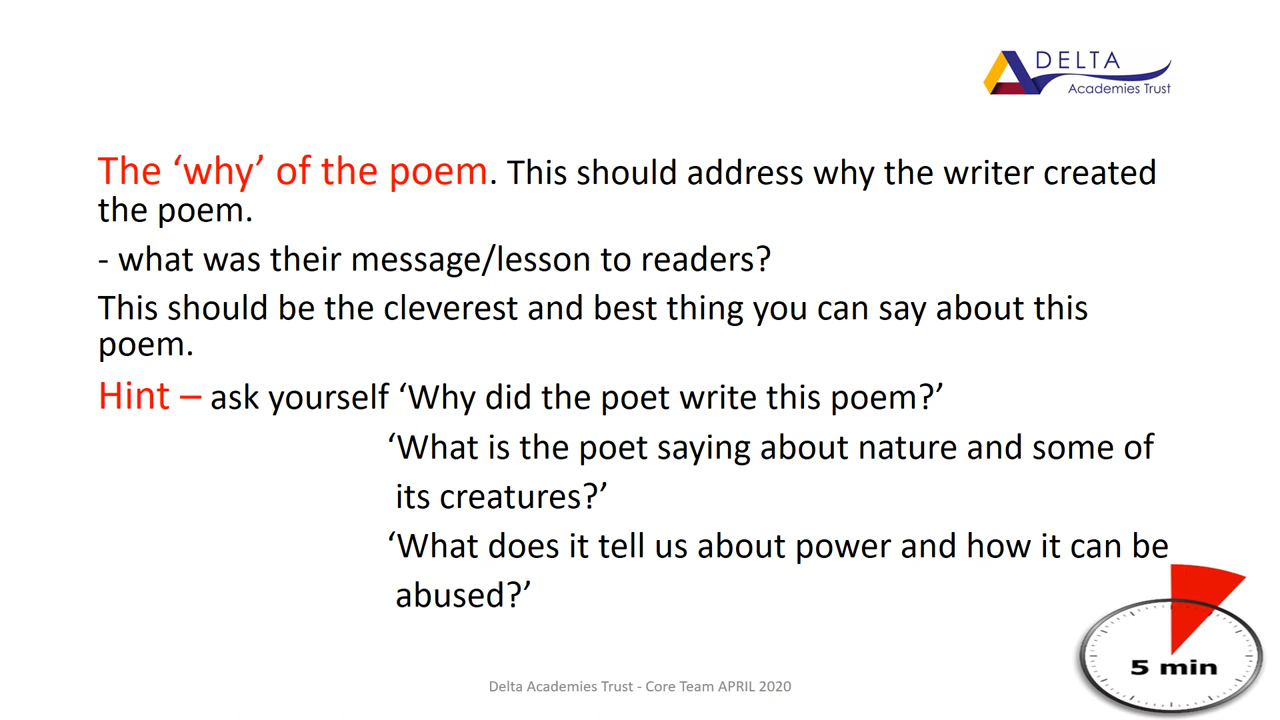 DELTA
Academies Trust
The ‘why’ of the poem. This should address why the writer created
the poem.
- what was their message/lesson to readers?
This should be the cleverest and best thing you can say about this
poem.
Hint – ask yourself ‘Why did the poet write this poem?’
‘What is the poet saying about nature and some of
its creatures?’
‘What does it tell us about power and how it can be
abused?’
5 min
Delta Academies Trust - Core Team APRIL 2020